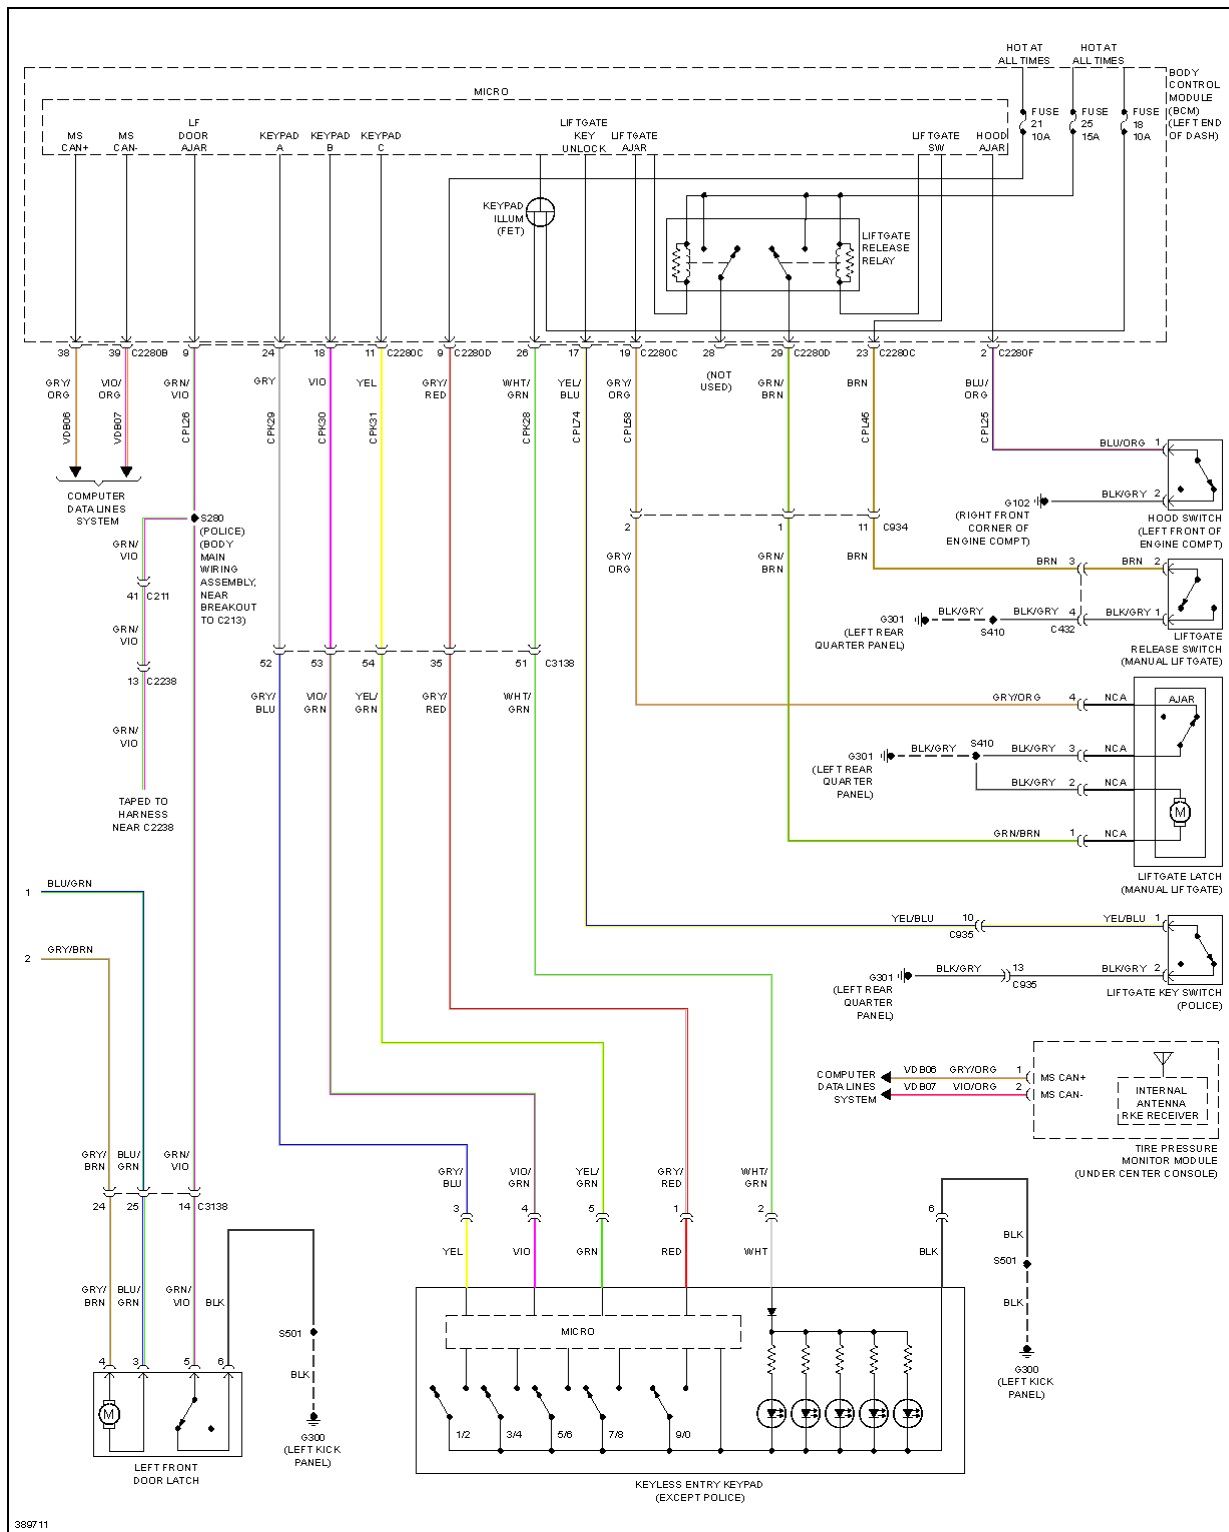 HOT AT
ALL TIMES
HOT AT
ALL TIMES
BODY
CONTROL
MODULE
(BCM)
(LEFT END
OF DASH)
MICRO
FUSE
21
10A
FUSE
25
15A
FUSE
18
10A
MS
CAN+
MS
CAN-
LF
DOOR
AJAR
KEYPAD
A
KEYPAD
B
KEYPAD
C
LIFTGATE
KEY
UNLOCK
LIFTGATE
AJAR
LIFTGATE
SW
HOOD
AJAR
KEYPAD
ILLUM
(FET)
LIFTGATE
RELEASE
RELAY
38
39 C2280B
9
24
18
11 C2280C
9 C2280D
26
17
19 C2280C
28
29 C2280D
23 C2280C
2 C2280F
GRY/
ORG
VIO/
ORG
GRN/
VIO
GRY
VIO
YEL
GRY/
RED
WHT/
GRN
YEL/
BLU
GRY/
ORG
(NOT
USED)
GRN/
BRN
BRN
BLU/
ORG
VDB06
VDB07
CPL26
CPK29
CPK30
CPK31
CPK28
CPL74
CPL58
CPL45
CPL25
COMPUTER
DATA LINES
SYSTEM
BLU/ORG 1
BLK/GRY 2
G102
(RIGHT FRONT
CORNER OF
ENGINE COMPT)
HOOD SWITCH
(LEFT FRONT OF
ENGINE COMPT)
S280
(POLICE)
(BODY
MAIN
WIRING
ASSEMBLY,
NEAR
BREAKOUT
TO C213)
GRN/
VIO
41 C211
GRN/
VIO
13 C2238
GRN/
VIO
TAPED TO
HARNESS
NEAR C2238
2
1
11 C934
GRY/
ORG
GRN/
BRN
BRN
BRN 3
BRN 2
BLK/GRY
BLK/GRY 4
BLK/GRY 1
G301
(LEFT REAR
QUARTER PANEL)
S410
C432
LIFTGATE
RELEASE SWITCH
(MANUAL LIFTGATE)
52
53
54
35
51 C3138
GRY/
BLU
VIO/
GRN
YEL/
GRN
GRY/
RED
WHT/
GRN
GRY/ORG 4 NCA
AJAR
G301
(LEFT REAR
QUARTER
PANEL)
BLK/GRY
S410
BLK/GRY 3 NCA
BLK/GRY 2 NCA
M
GRN/BRN 1 NCA
LIFTGATE LATCH
(MANUAL LIFTGATE)
1 BLU/GRN
2 GRY/BRN
YEL/BLU 10
C935
YEL/BLU 1
G301
(LEFT REAR
QUARTER
PANEL)
BLK/GRY 13
C935
BLK/GRY 2
LIFTGATE KEY SWITCH
(POLICE)
COMPUTER
DATA LINES
SYSTEM
VDB06 GRY/ORG 1
VDB07 VIO/ORG 2
MS CAN+
MS CAN-
INTERNAL
ANTENNA
RKE RECEIVER
TIRE PRESSURE
MONITOR MODULE
(UNDER CENTER CONSOLE)
GRY/
BRN
BLU/
GRN
GRN/
VIO
24
25
14 C3138
GRY/
BRN
BLU/
GRN
GRN/
VIO
BLK
4
3
5
6
M
LEFT FRONT
DOOR LATCH
S501
BLK
G300
(LEFT KICK
PANEL)
GRY/
BLU
VIO/
GRN
YEL/
GRN
GRY/
RED
WHT/
GRN
3
4
5
1
2
6
YEL
VIO
GRN
RED
WHT
BLK
BLK
S501
BLK
G300
(LEFT KICK
PANEL)
MICRO
1/2
3/4
5/6
7/8
9/0
KEYLESS ENTRY KEYPAD
(EXCEPT POLICE)
389711